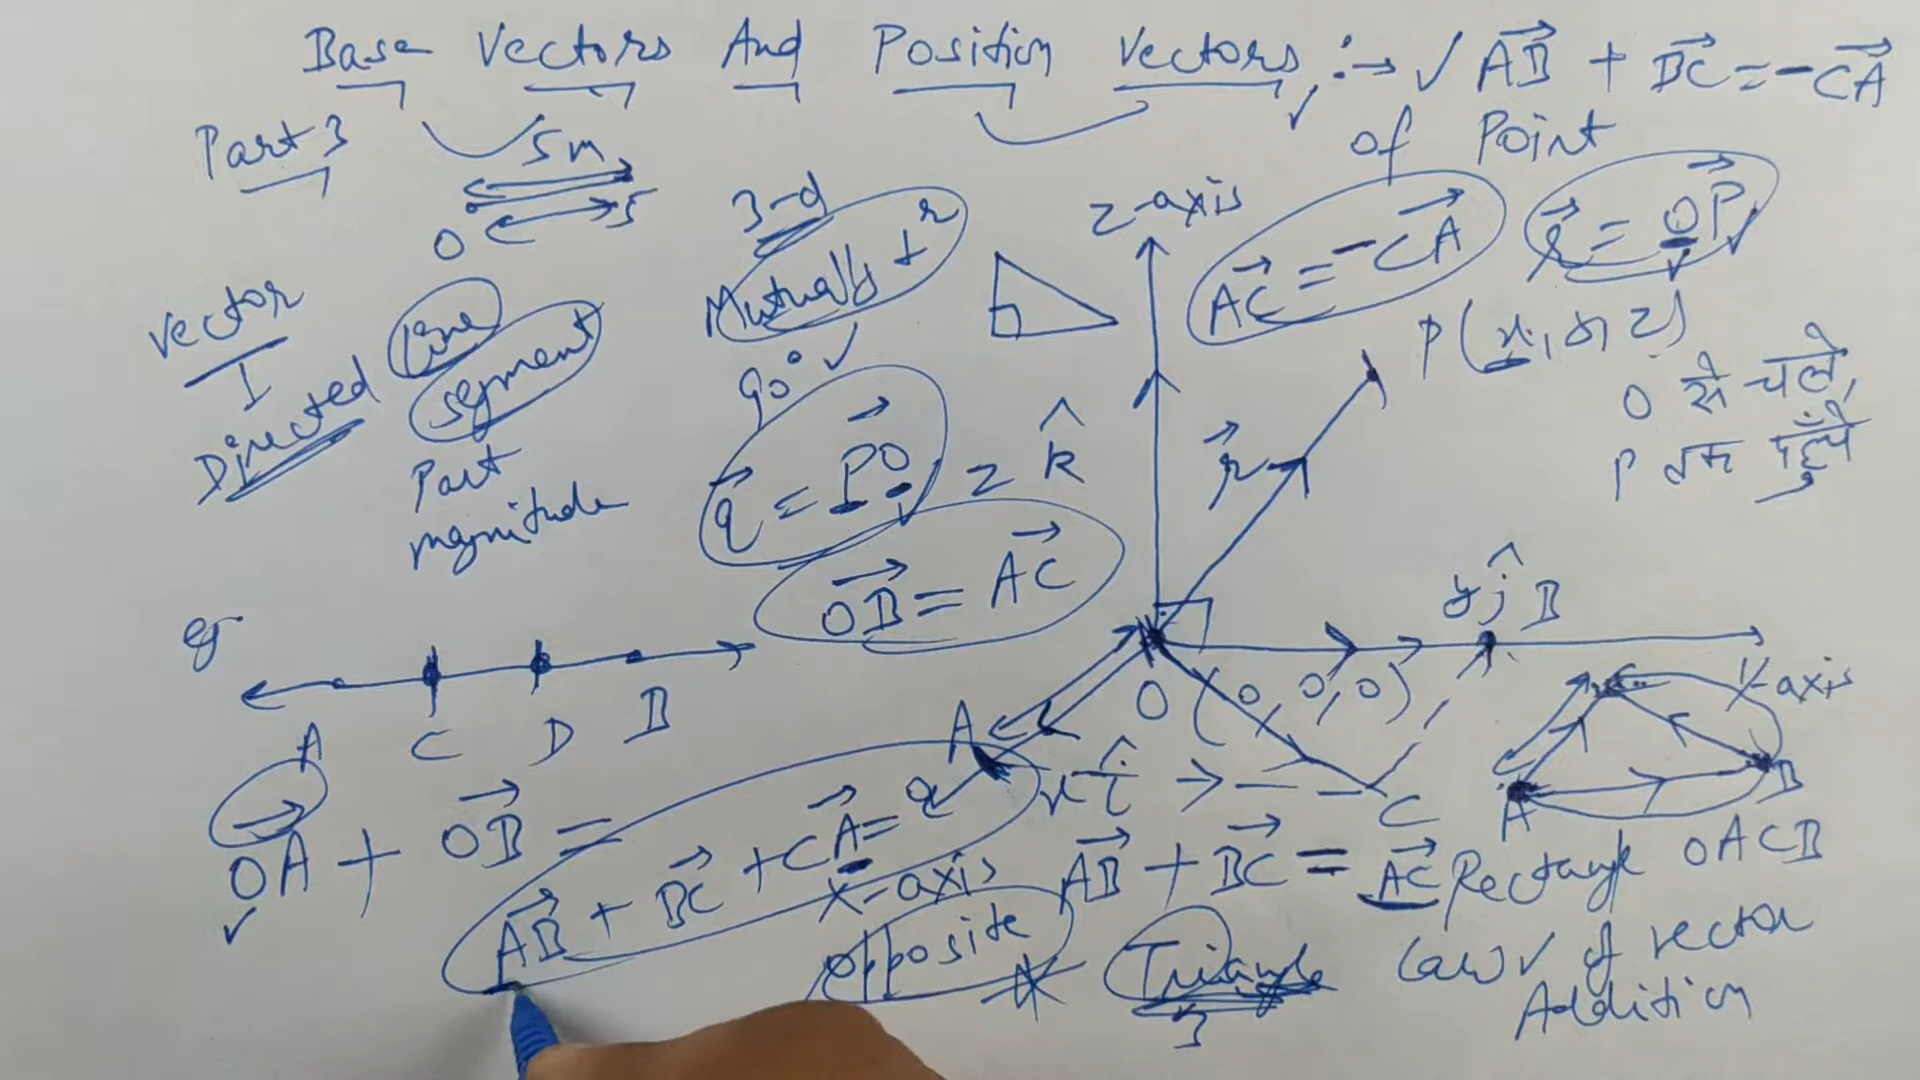 Base Vectors And Position Vectors :→ ✓ AB + BC = -CA
of Point
Part 3
5m
0 5
3-d
Mutually ⊥r
90° ✓
z-axis
AC = -CA
r = OP
P(x, y, z)
O से चले,
P तक पहुँचे
Vector
Directed
Line
segment
Part
magnitude
q = PO
z k̂
r
OB = AC
y ĵ B
eg
A C D B
O (0, 0, 0)
Y-axis
A
x î
C
A B
OA + OB =
AB + BC + CA =
x-axis
AB + BC = AC
Rectangle OACB
opposite
Triangle Law of vector
Addition